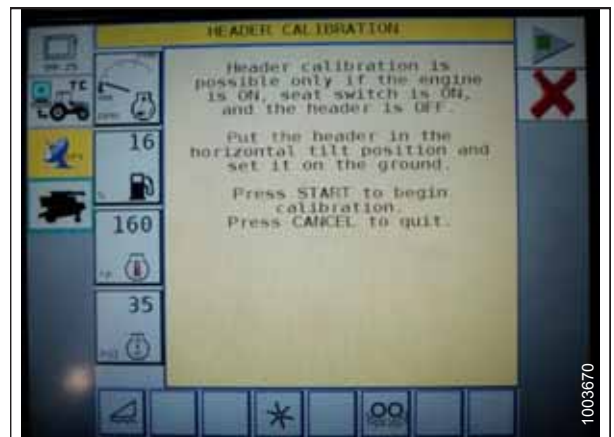 HEADER CALIBRATION
Header calibration is
possible only if the engine
is ON, seat switch is ON,
and the header is OFF.
Put the header in the
horizontal tilt position and
set it on the ground.
Press START to begin
calibration.
Press CANCEL to quit.
TC
16
160
35
1003670